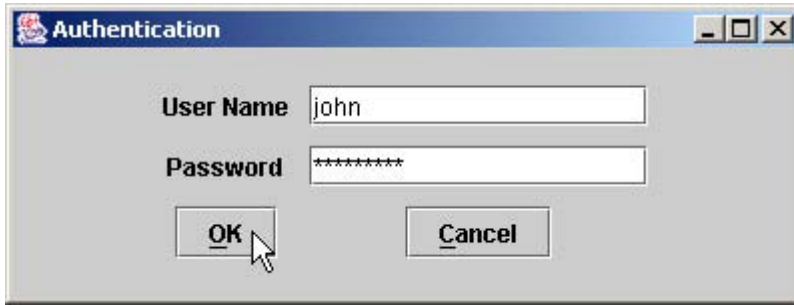 Authentication
User Name john
Password *********
OK Cancel